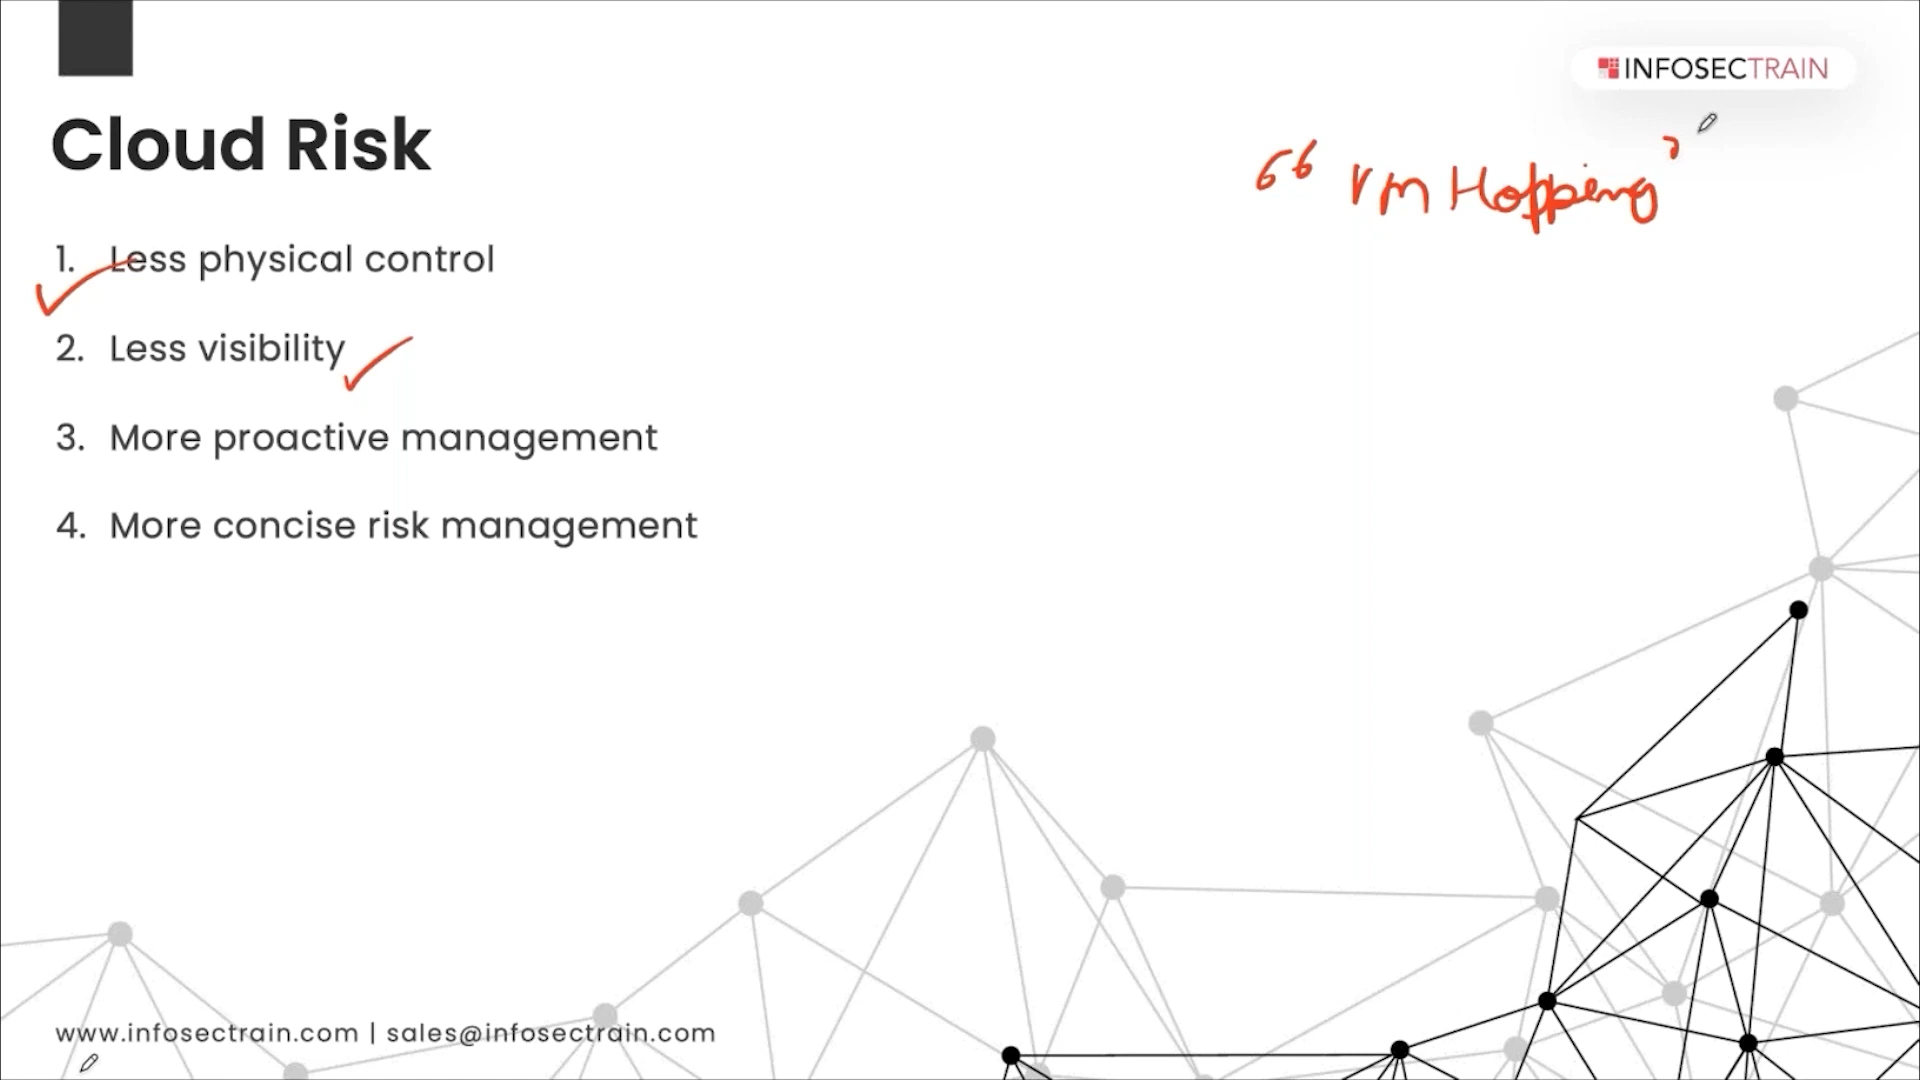 INFOSECTRAIN
Cloud Risk
“ VM Hopping ’
1. Less physical control
2. Less visibility
3. More proactive management
4. More concise risk management
www.infosectrain.com | sales@infosectrain.com